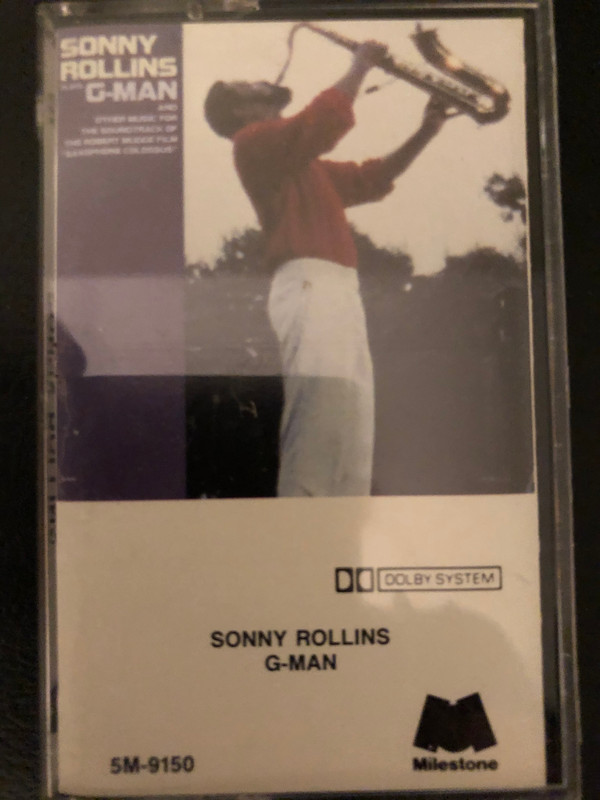 SONNY
ROLLINS
PLAYS G-MAN
AND
OTHER MUSIC FOR
THE SOUNDTRACK OF
THE ROBERT MUGGE FILM
"SAXOPHONE COLOSSUS"
DOLBY SYSTEM
SONNY ROLLINS
G-MAN
5M-9150
Milestone